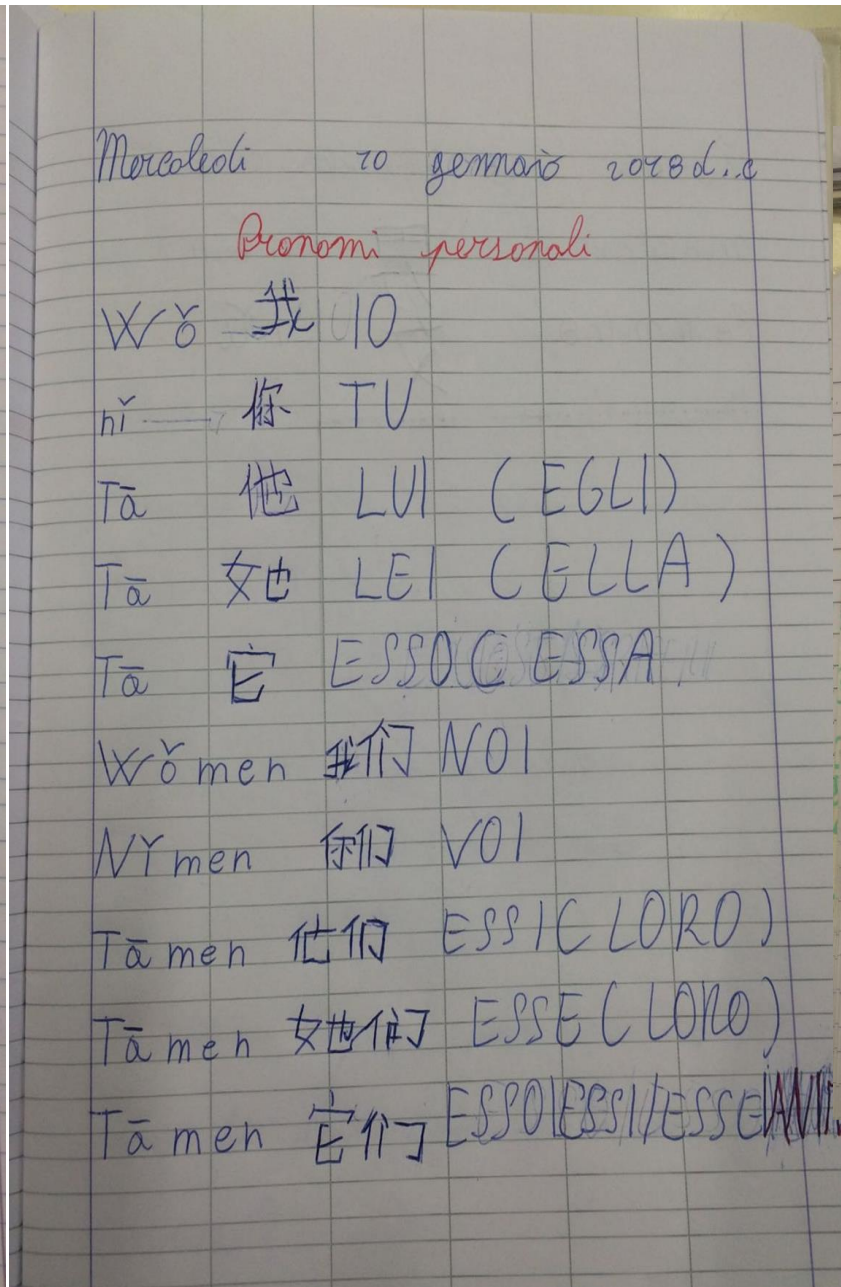 Mercoledì 10 gennaio 2018 d.c
Pronomi personali
Wǒ 我 IO
nǐ 你 TU
Tā 他 LUI (EGLI)
Tā 她 LEI (ELLA)
Tā 它 ESSO ( ESSA
Wǒmen 我们 NOI
Nǐmen 你们 VOI
Tāmen 他们 ESSI (LORO)
Tāmen 她他们 ESSE (LORO)
Tāmen 它们 ESSO/ESSI/ESSE